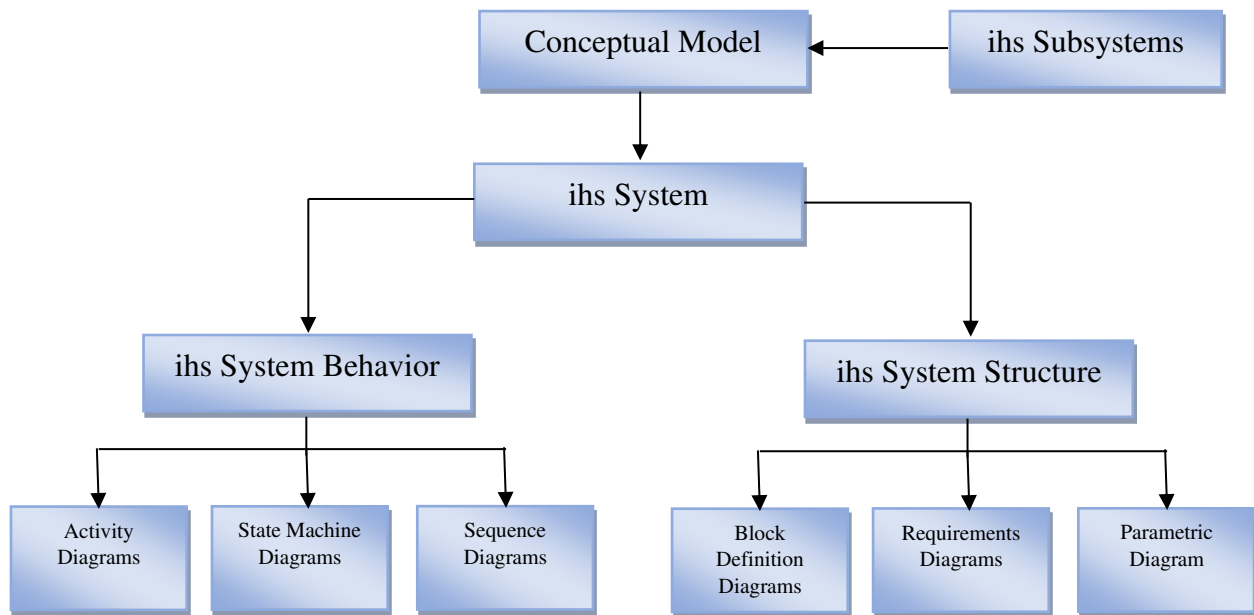 Conceptual Model
ihs Subsystems
ihs System
ihs System Behavior
ihs System Structure
Activity
Diagrams
State Machine
Diagrams
Sequence
Diagrams
Block
Definition
Diagrams
Requirements
Diagrams
Parametric
Diagram